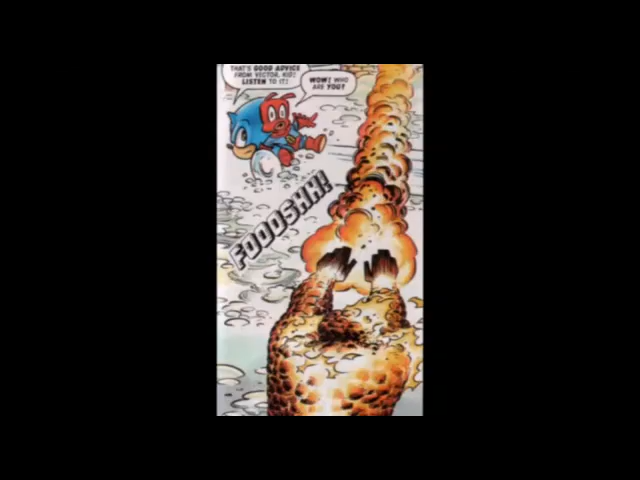 THAT'S GOOD ADVICE
FROM VECTOR, KID!
LISTEN TO IT!
WOW! WHO
ARE YOU?
FOOOSHH!